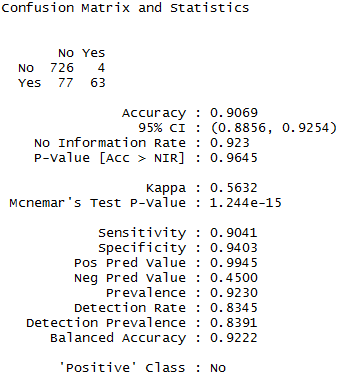 Confusion Matrix and Statistics
No Yes
No 726 4
Yes 77 63
Accuracy : 0.9069
95% CI : (0.8856, 0.9254)
No Information Rate : 0.923
P-Value [Acc > NIR] : 0.9645
Kappa : 0.5632
Mcnemar's Test P-Value : 1.244e-15
Sensitivity : 0.9041
Specificity : 0.9403
Pos Pred Value : 0.9945
Neg Pred Value : 0.4500
Prevalence : 0.9230
Detection Rate : 0.8345
Detection Prevalence : 0.8391
Balanced Accuracy : 0.9222
'Positive' Class : No